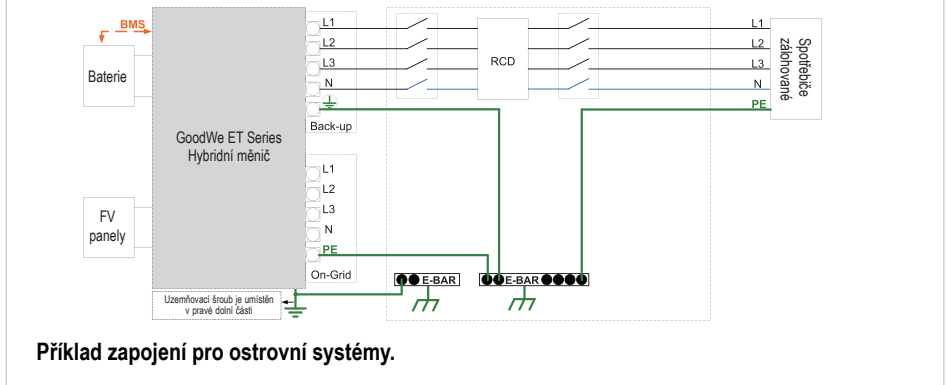 BMS
Baterie
FV
panely
GoodWe ET Series
Hybridní měnič
L1
L2
L3
N
Back-up
L1
L2
L3
N
PE
On-Grid
RCD
L1
L2
L3
N
PE
Spotřebiče
zálohované
E-BAR
E-BAR
Uzemňovací šroub je umístěn
v pravé dolní části
Příklad zapojení pro ostrovní systémy.